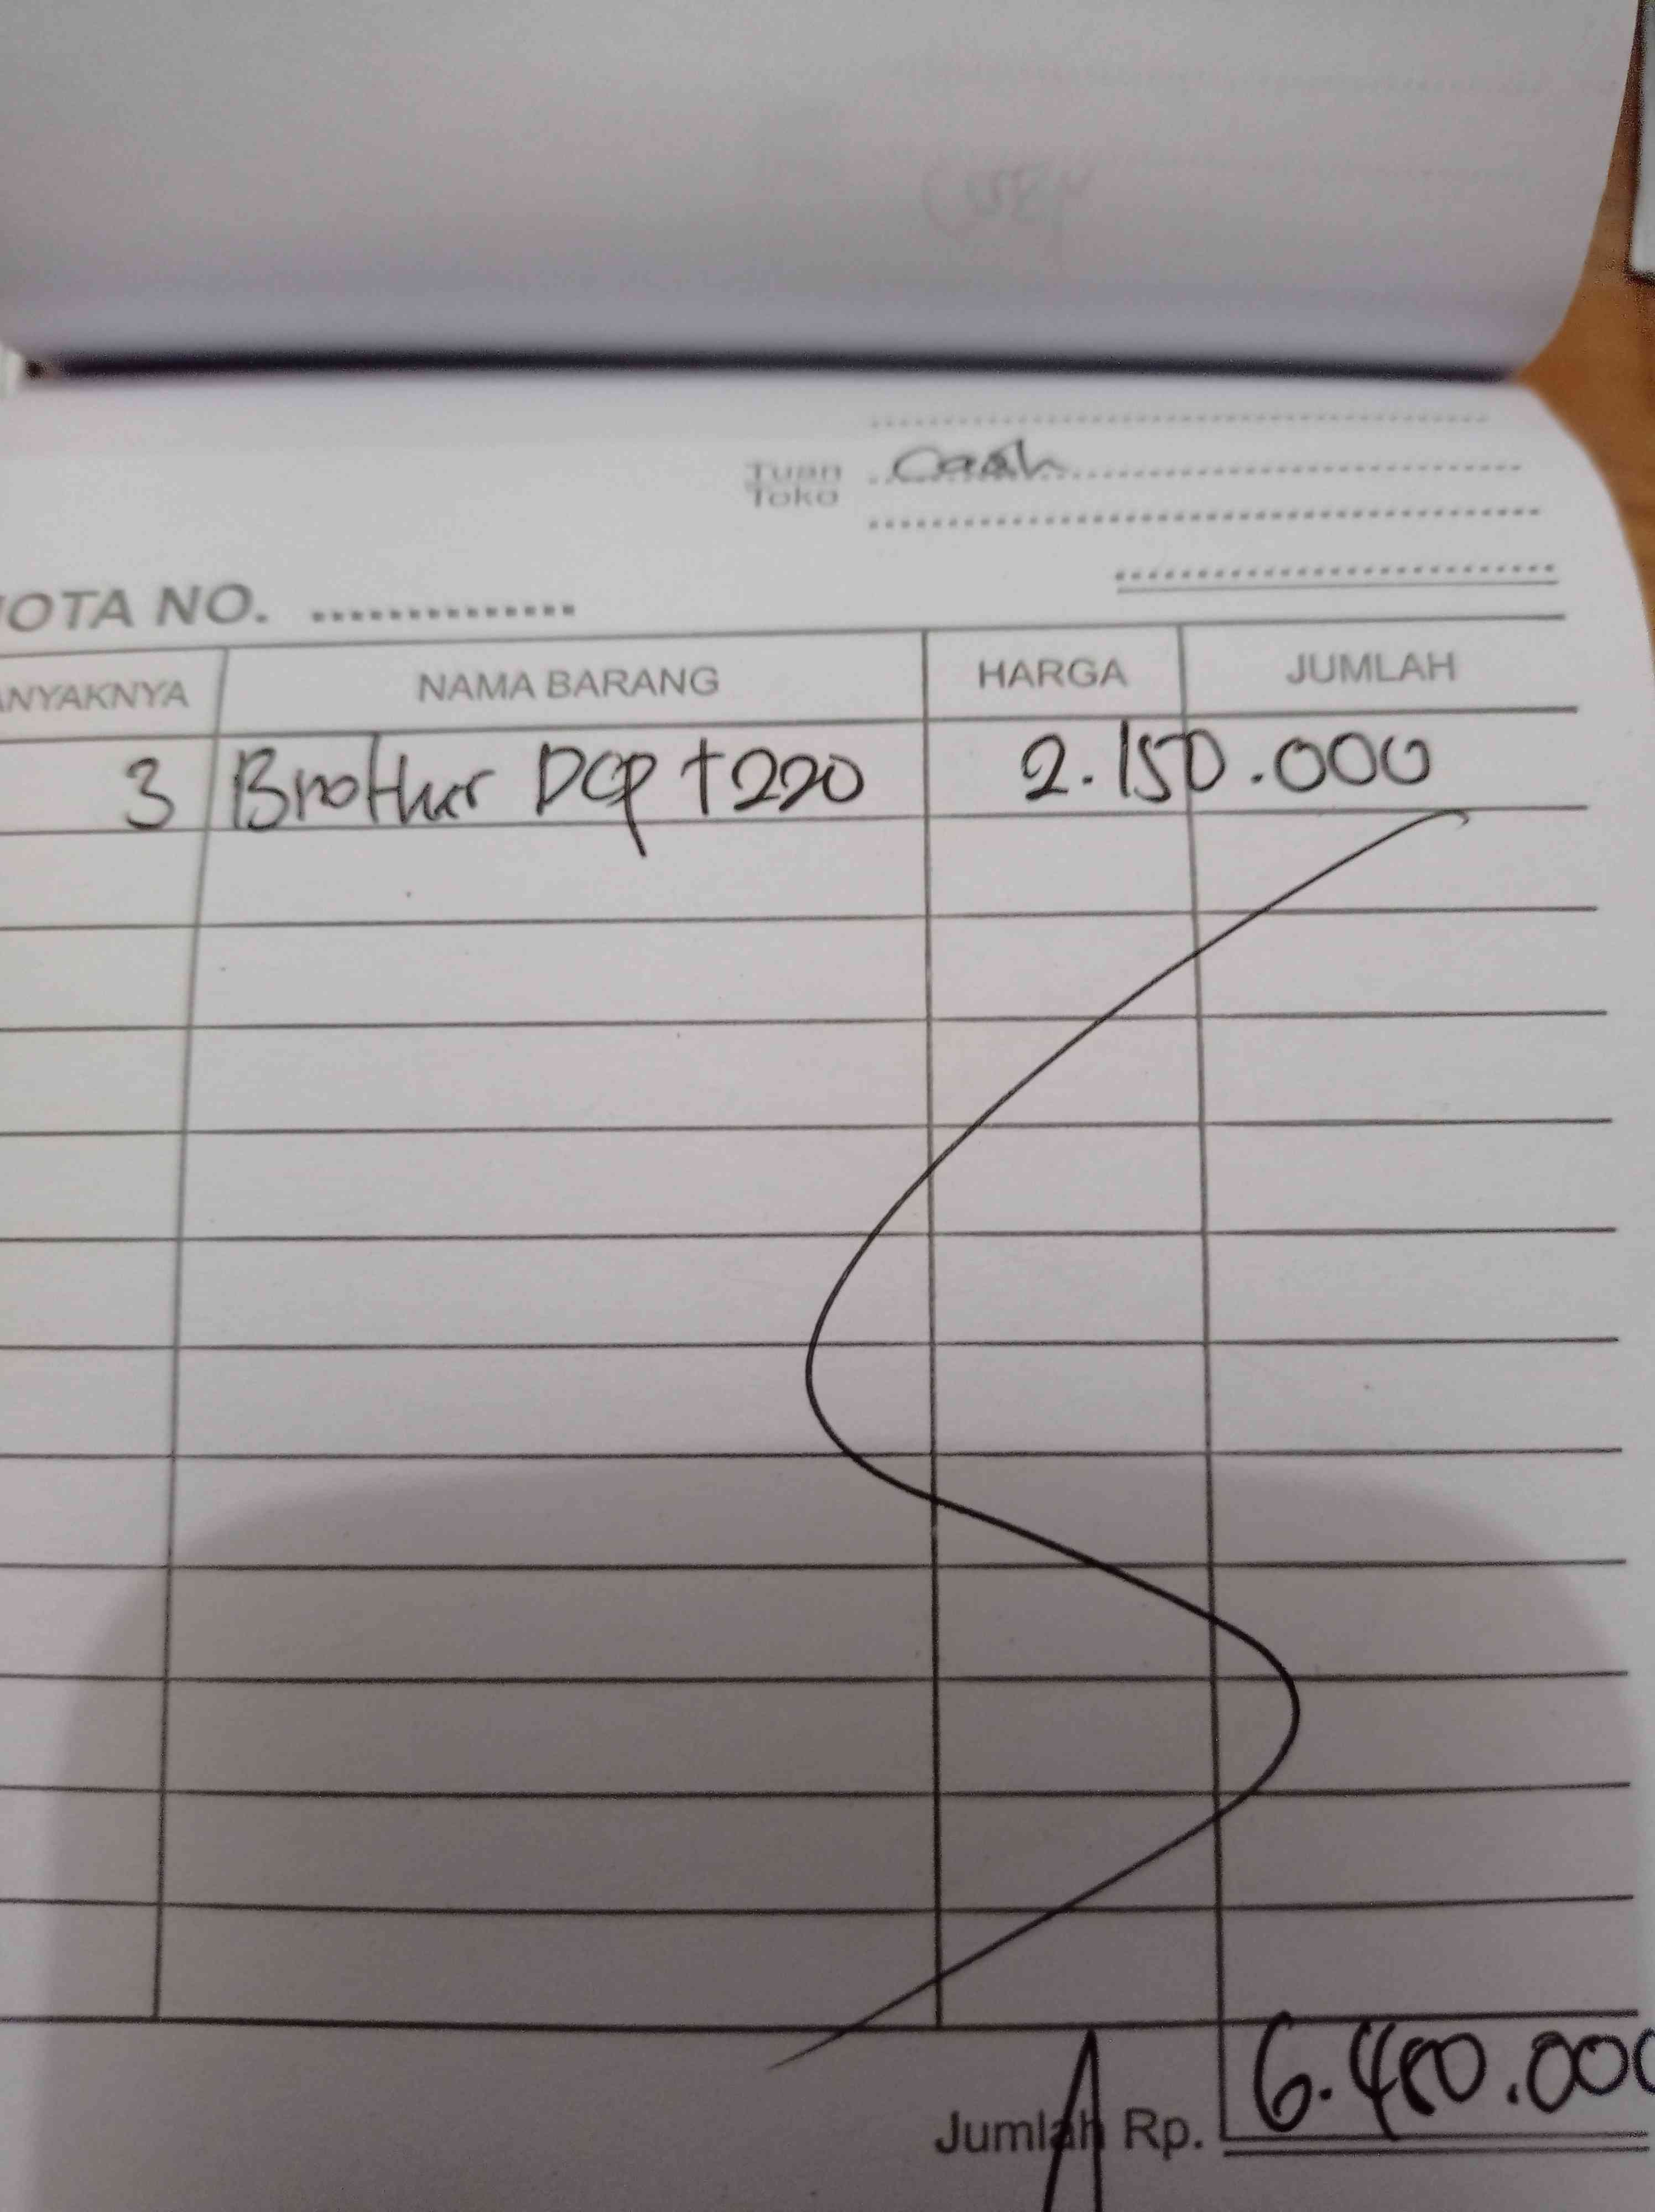 Cash
Tuan
Toko
OTA NO. ..............
ANYAKNYA NAMA BARANG HARGA JUMLAH
3 Brother DCP T220 2.150.000
Jumlah Rp. 6.450.000